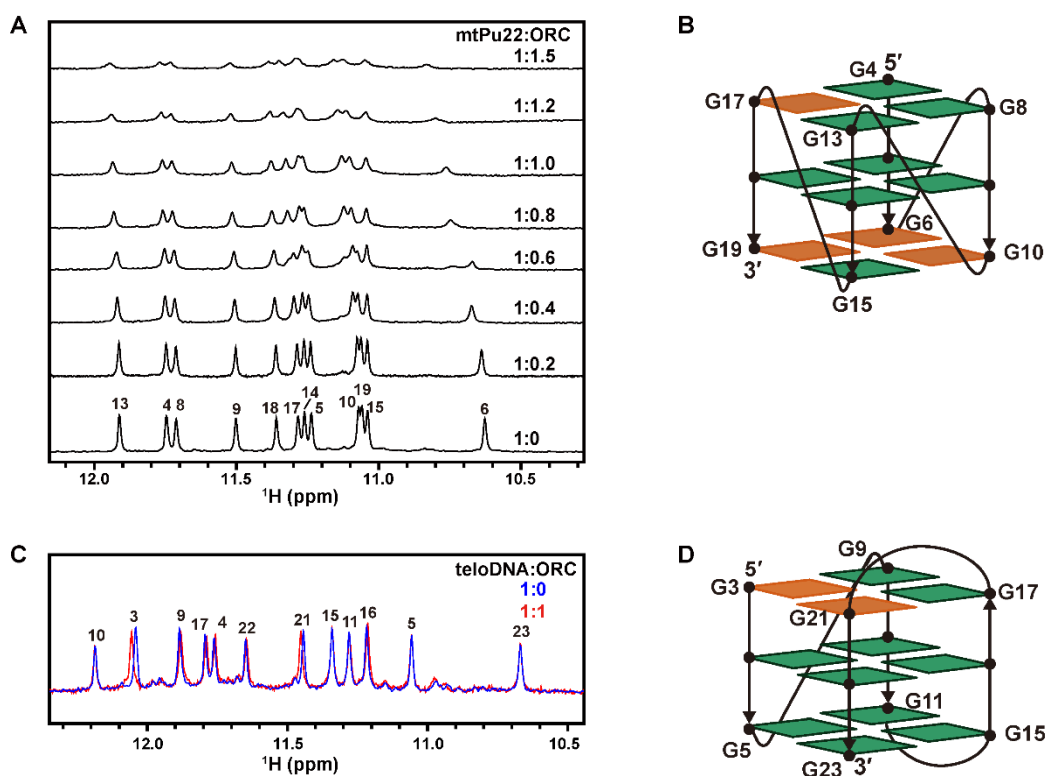 A
mtPu22:ORC
1:1.5
1:1.2
1:1.0
1:0.8
1:0.6
1:0.4
1:0.2
13 4 8 9 18 17 14 5 10 19 15 6
1:0
12.0 11.5 11.0 10.5
¹H (ppm)
B
5′
G4
G17
G8
G13
G6
G19
3′
G10
G15
C
teloDNA:ORC
1:0
1:1
10 3 9 17 4 22 21 15 11 16 5 23
12.0 11.5 11.0 10.5
¹H (ppm)
D
G9
5′
G3
G17
G21
G11
G5
G15
G23
3′